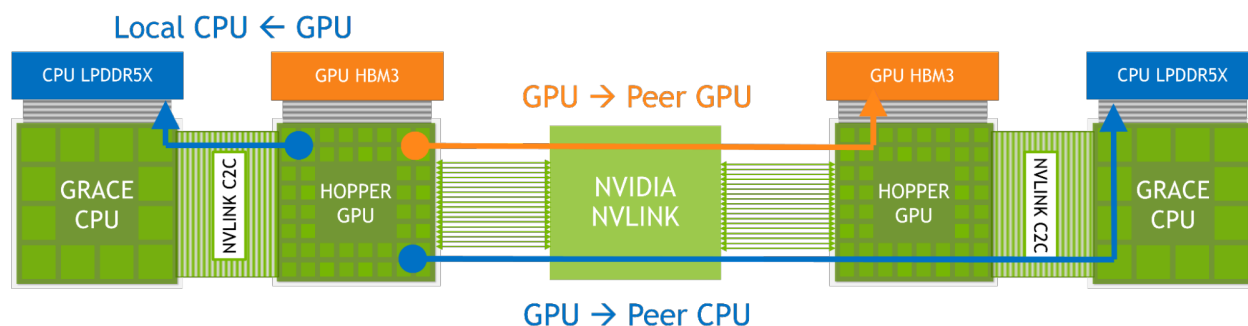 Local CPU ← GPU
CPU LPDDR5X
GPU HBM3
GPU HBM3
CPU LPDDR5X
GPU → Peer GPU
GRACE
CPU
NVLINK C2C
HOPPER
GPU
NVIDIA
NVLINK
HOPPER
GPU
NVLINK C2C
GRACE
CPU
GPU → Peer CPU